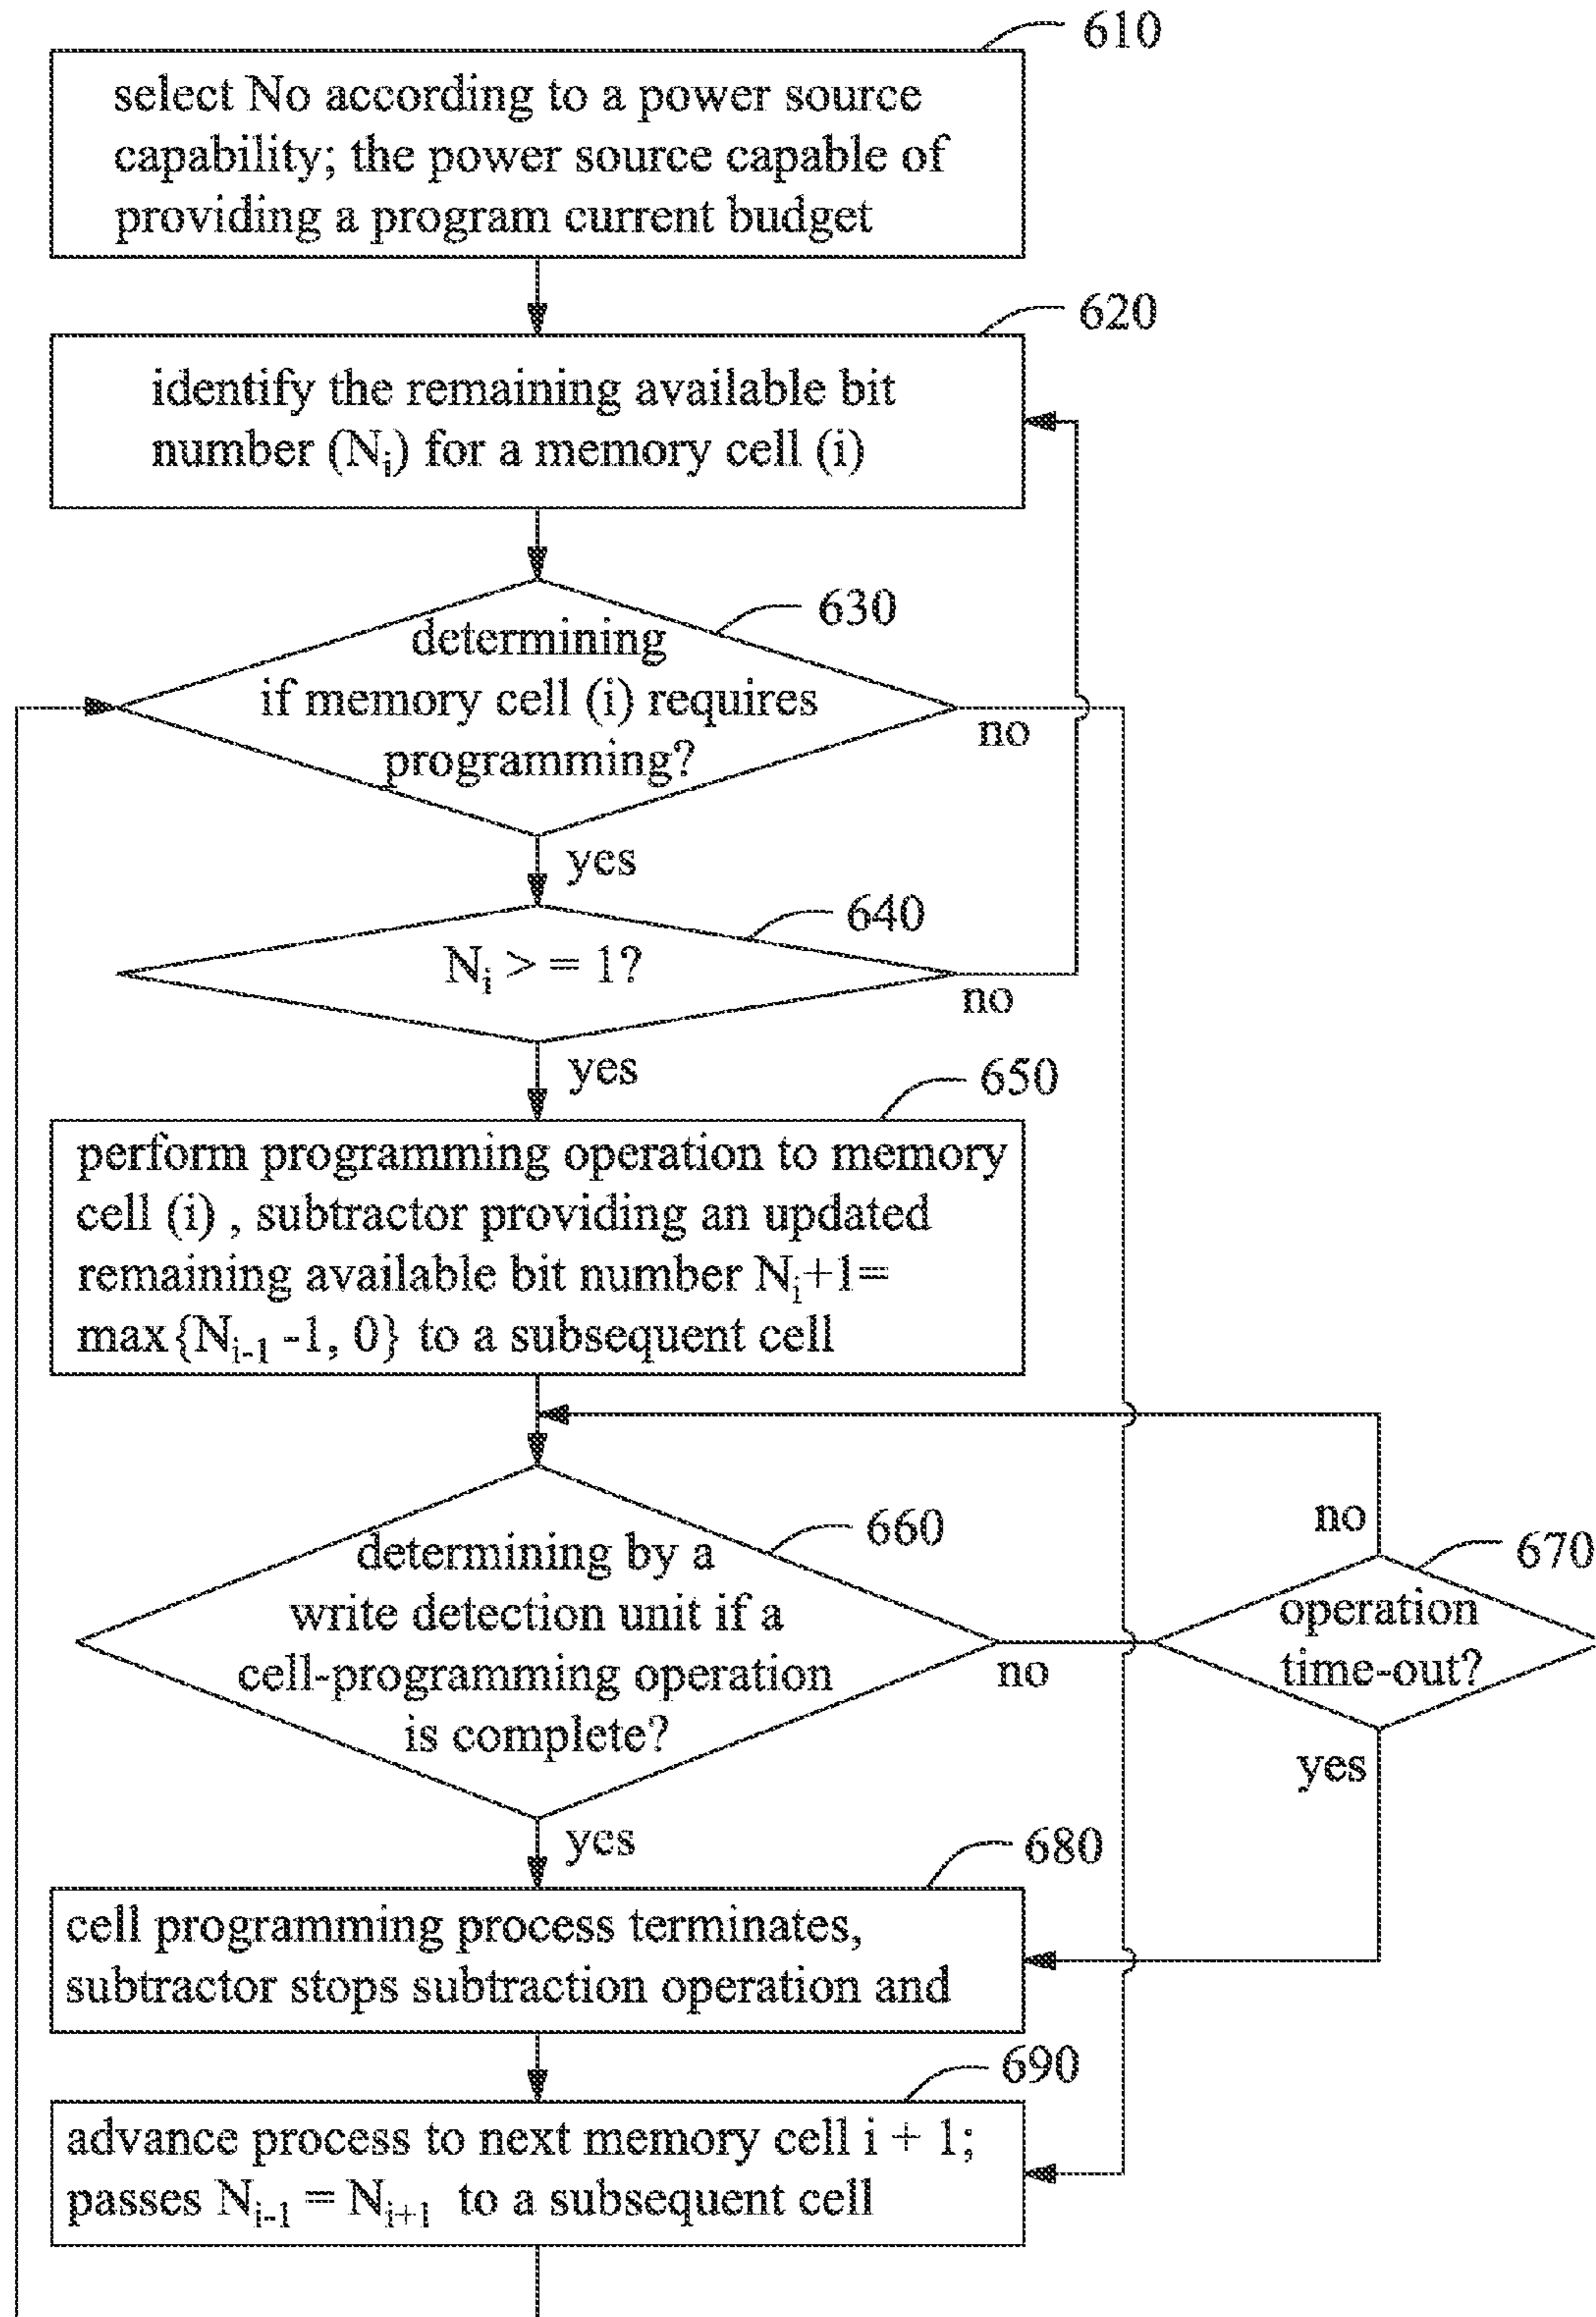 610
select No according to a power source
capability; the power source capable of
providing a program current budget
620
identify the remaining available bit
number (Nᵢ) for a memory cell (i)
630
determining
if memory cell (i) requires
programming?
no
yes
640
Nᵢ > = 1?
no
yes
650
perform programming operation to memory
cell (i) , subtractor providing an updated
remaining available bit number Nᵢ+1=
max{Nᵢ₋₁ -1, 0} to a subsequent cell
660
determining by a
write detection unit if a
cell-programming operation
is complete?
no
yes
no
670
operation
time-out?
yes
680
cell programming process terminates,
subtractor stops subtraction operation and
690
advance process to next memory cell i + 1;
passes Nᵢ₋₁ = Nᵢ₊₁ to a subsequent cell